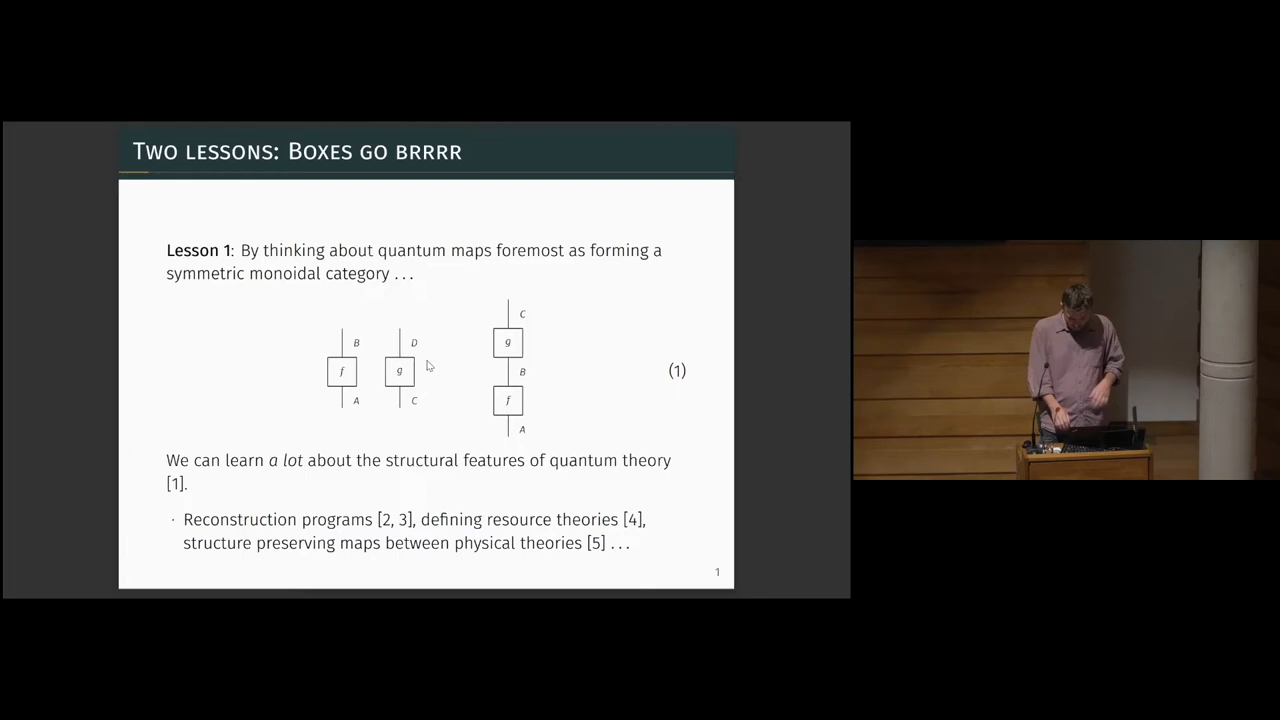 Two lessons: Boxes go brrrr
Lesson 1: By thinking about quantum maps foremost as forming a
symmetric monoidal category ...
C
B D g
f g B (1)
A C f
A
We can learn a lot about the structural features of quantum theory
[1].
· Reconstruction programs [2, 3], defining resource theories [4],
structure preserving maps between physical theories [5] ...
1